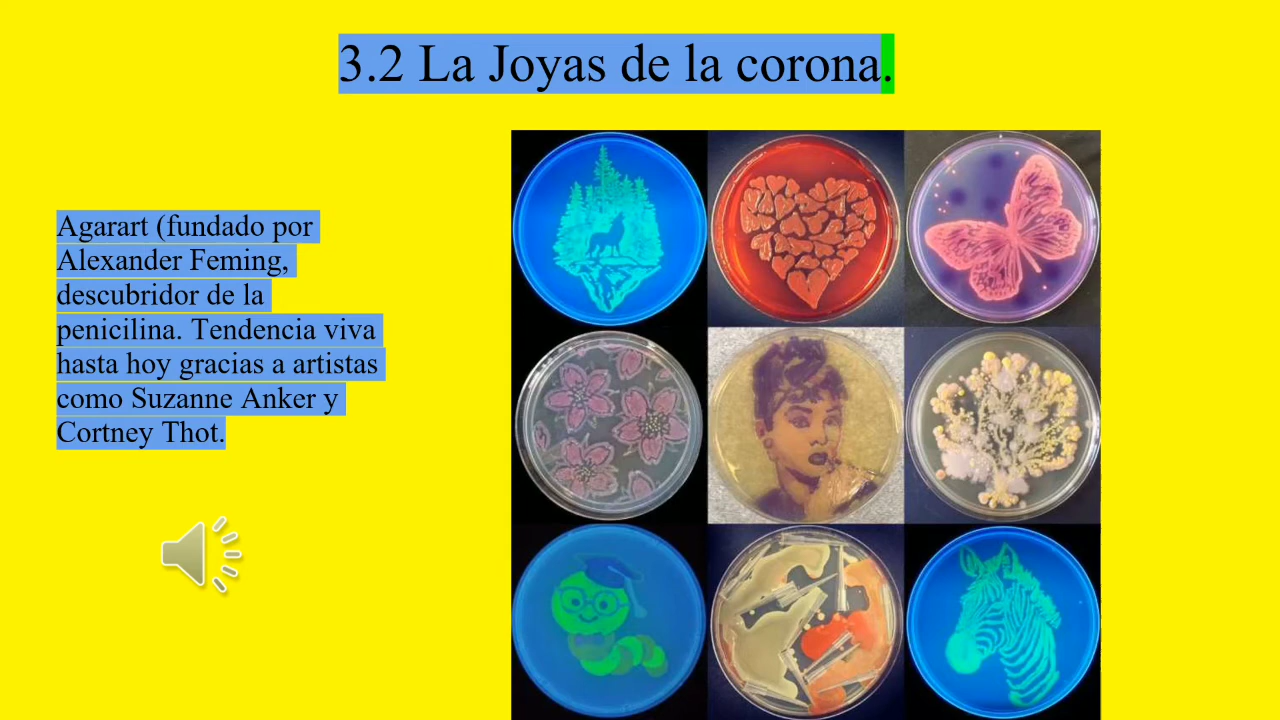 3.2 La Joyas de la corona.
Agarart (fundado por
Alexander Feming,
descubridor de la
penicilina. Tendencia viva
hasta hoy gracias a artistas
como Suzanne Anker y
Cortney Thot.